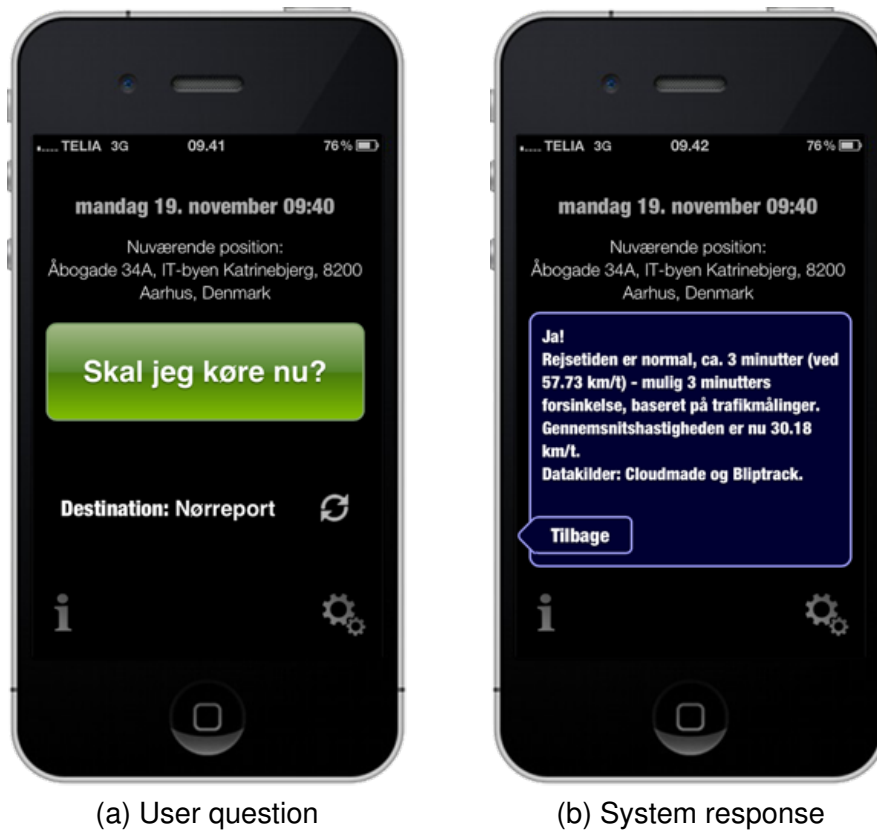 TELIA 3G 09.41 76%
mandag 19. november 09:40
Nuværende position:
Åbogade 34A, IT-byen Katrinebjerg, 8200
Aarhus, Denmark
Skal jeg køre nu?
Destination: Nørreport
(a) User question
TELIA 3G 09.42 76%
mandag 19. november 09:40
Nuværende position:
Åbogade 34A, IT-byen Katrinebjerg, 8200
Aarhus, Denmark
Ja!
Rejsetiden er normal, ca. 3 minutter (ved
57.73 km/t) - mulig 3 minutters
forsinkelse, baseret på trafikmålinger.
Gennemsnitshastigheden er nu 30.18
km/t.
Datakilder: Cloudmade og Bliptrack.
Tilbage
(b) System response